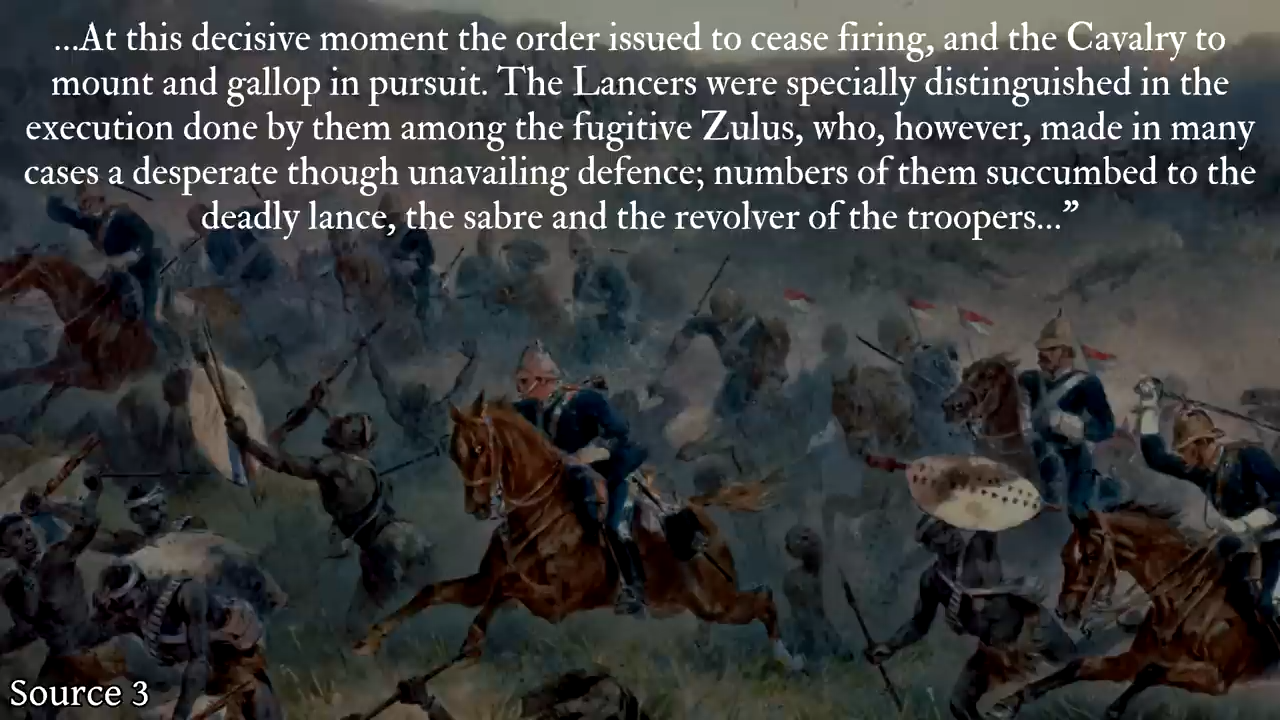 ...At this decisive moment the order issued to cease firing, and the Cavalry to
mount and gallop in pursuit. The Lancers were specially distinguished in the
execution done by them among the fugitive Zulus, who, however, made in many
cases a desperate though unavailing defence; numbers of them succumbed to the
deadly lance, the sabre and the revolver of the troopers...”
Source 3